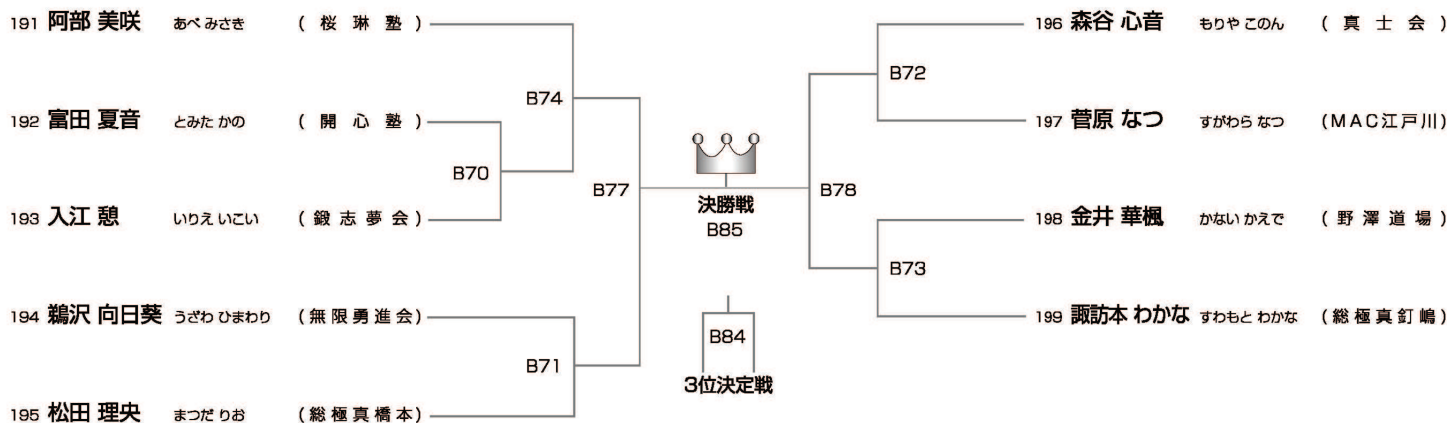 191 阿部 美咲 あべ みさき (桜琳塾)
B74
192 富田 夏音 とみた かの (開心塾)
B70
193 入江 憩 いりえ いこい (鍛志夢会)
B77
194 鵜沢 向日葵 うざわ ひまわり (無限勇進会)
B71
195 松田 理央 まつだ りお (総極真橋本)
決勝戦
B85
B84
3位決定戦
196 森谷 心音 もりや このん (真士会)
B72
197 菅原 なつ すがわら なつ (MAC江戸川)
B78
198 金井 華楓 かない かえで (野澤道場)
B73
199 諏訪本 わかな すわもと わかな (総極真釘嶋)